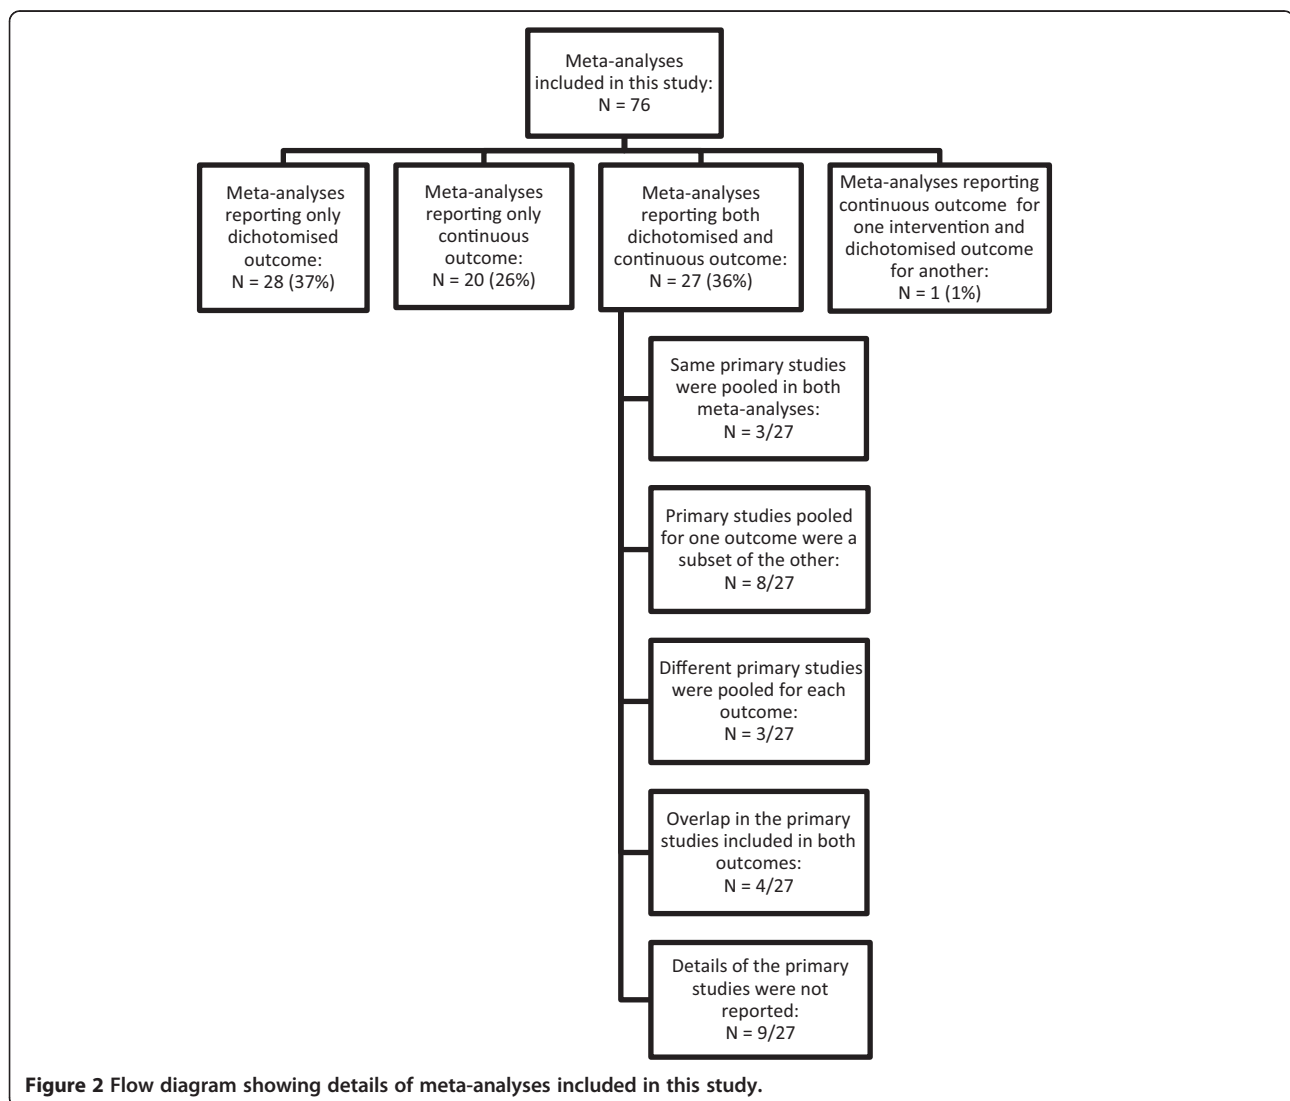 Meta-analyses
included in this study:
N = 76
Meta-analyses
reporting only
dichotomised
outcome:
N = 28 (37%)
Meta-analyses
reporting only
continuous
outcome:
N = 20 (26%)
Meta-analyses
reporting both
dichotomised and
continuous outcome:
N = 27 (36%)
Meta-analyses reporting
continuous outcome for
one intervention and
dichotomised outcome
for another:
N = 1 (1%)
Same primary studies
were pooled in both
meta-analyses:
N = 3/27
Primary studies pooled
for one outcome were a
subset of the other:
N = 8/27
Different primary studies
were pooled for each
outcome:
N = 3/27
Overlap in the primary
studies included in both
outcomes:
N = 4/27
Details of the primary
studies were not
reported:
N = 9/27
Figure 2 Flow diagram showing details of meta-analyses included in this study.